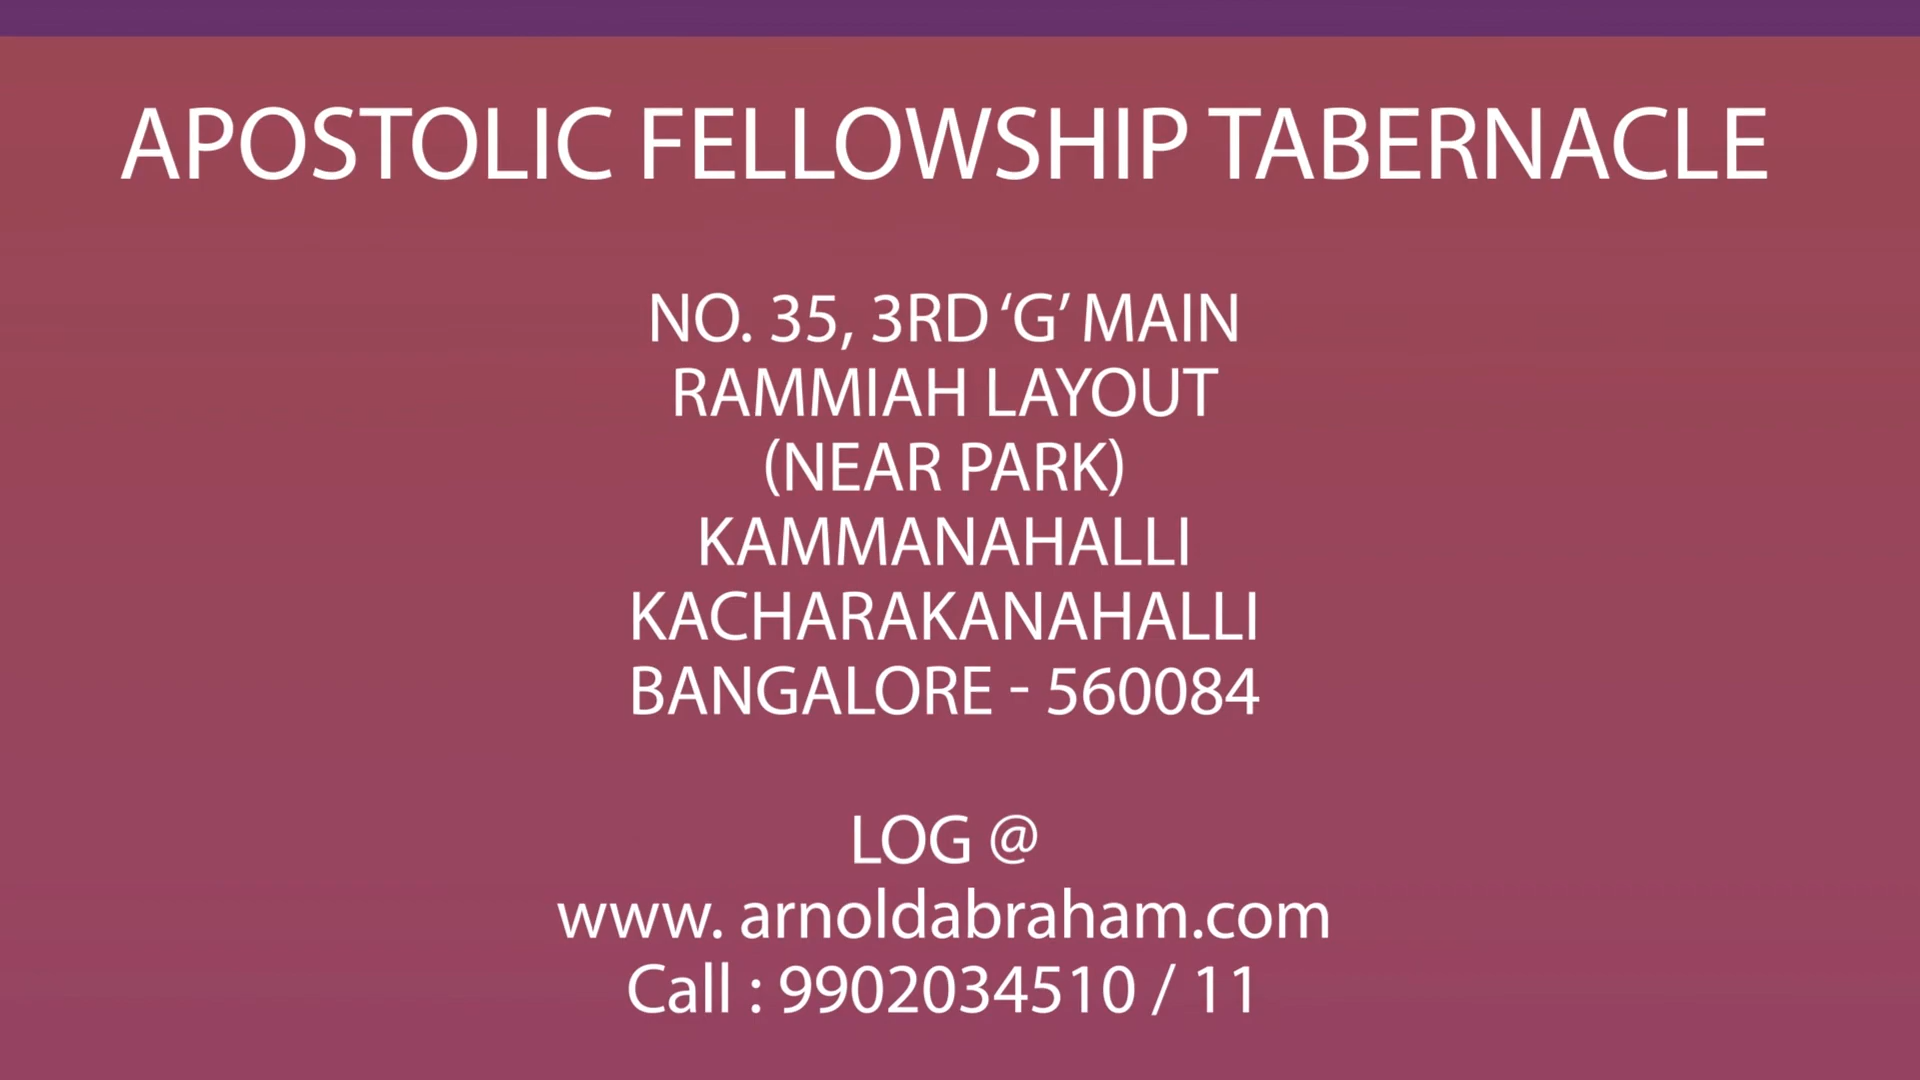 APOSTOLIC FELLOWSHIP TABERNACLE
NO. 35, 3RD ‘G’ MAIN
RAMMIAH LAYOUT
(NEAR PARK)
KAMMANAHALLI
KACHARAKANAHALLI
BANGALORE - 560084
LOG @
www. arnoldabraham.com
Call : 9902034510 / 11